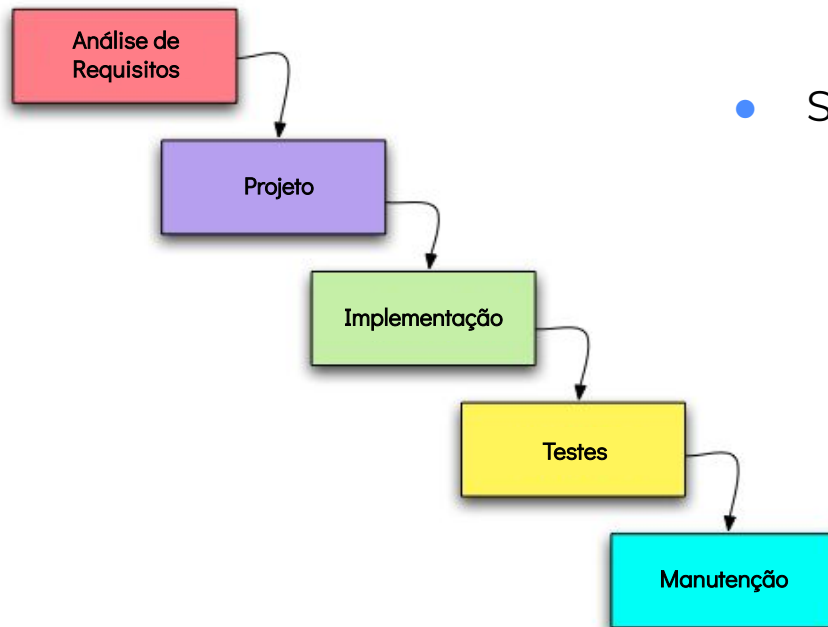 Análise de
Requisitos
S
Projeto
Implementação
Testes
Manutenção